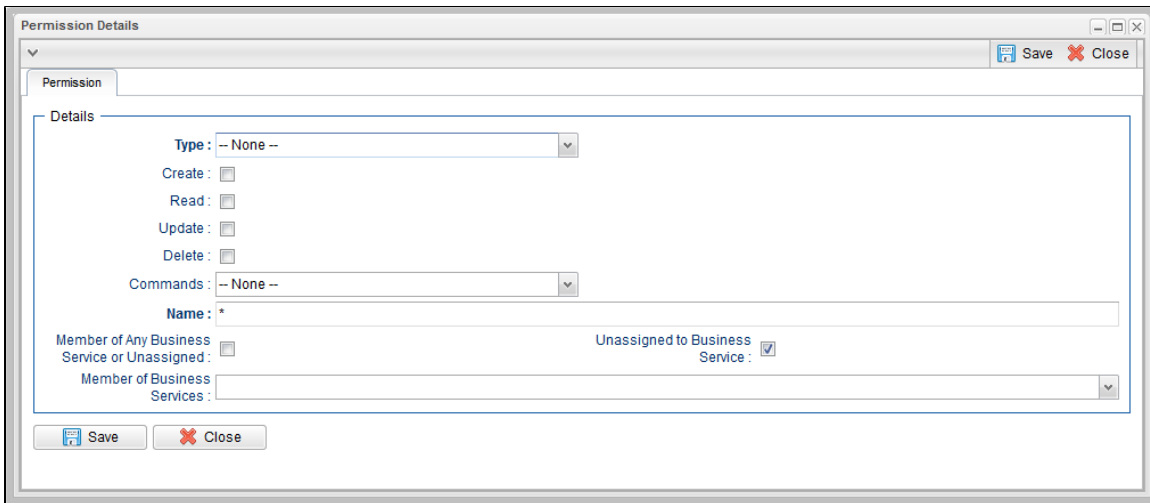 Permission Details
Save Close
Permission
Details
Type : -- None --
Create :
Read :
Update :
Delete :
Commands : -- None --
Name : *
Member of Any Business
Service or Unassigned :
Unassigned to Business
Service :
Member of Business
Services :
Save Close